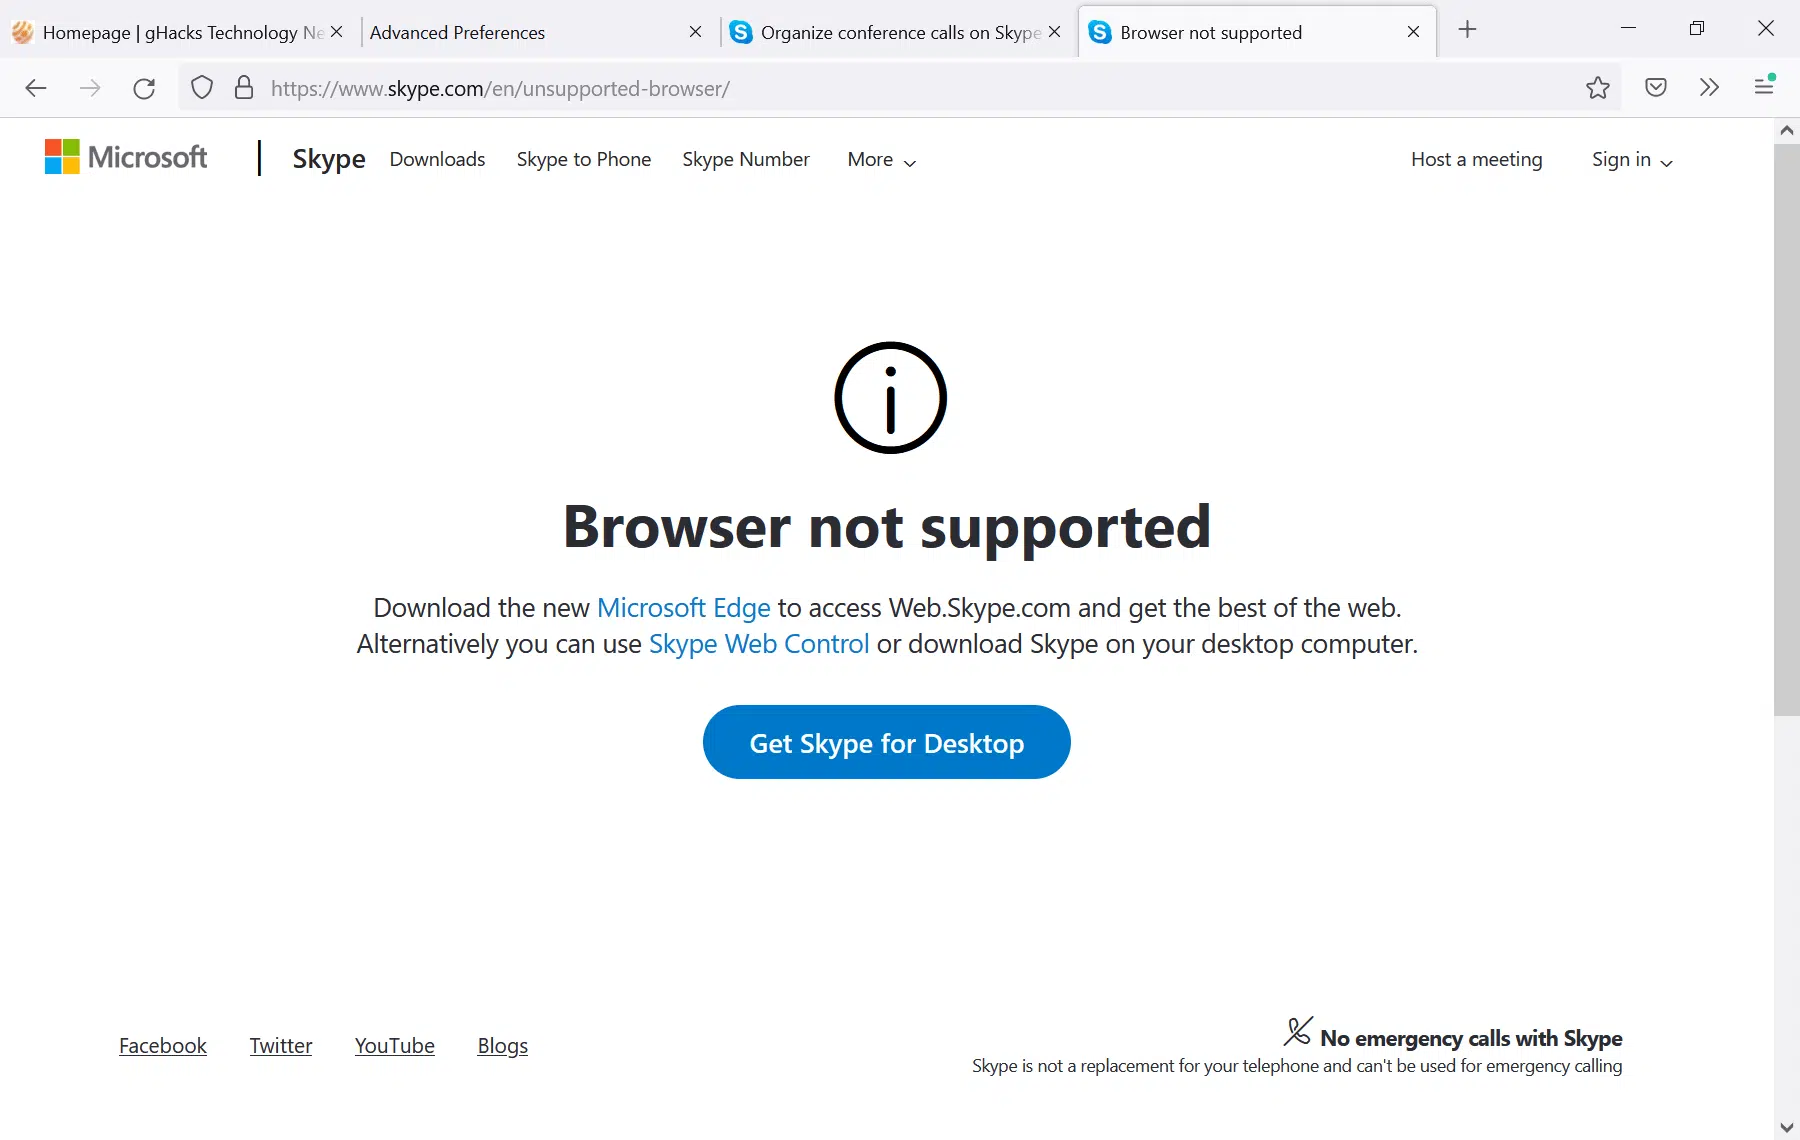 Homepage | gHacks Technology Ne
Advanced Preferences
Organize conference calls on Skype
Browser not supported
https://www.skype.com/en/unsupported-browser/
Microsoft
Skype
Downloads
Skype to Phone
Skype Number
More
Host a meeting
Sign in
Browser not supported
Download the new Microsoft Edge to access Web.Skype.com and get the best of the web.
Alternatively you can use Skype Web Control or download Skype on your desktop computer.
Get Skype for Desktop
Facebook
Twitter
YouTube
Blogs
No emergency calls with Skype
Skype is not a replacement for your telephone and can't be used for emergency calling